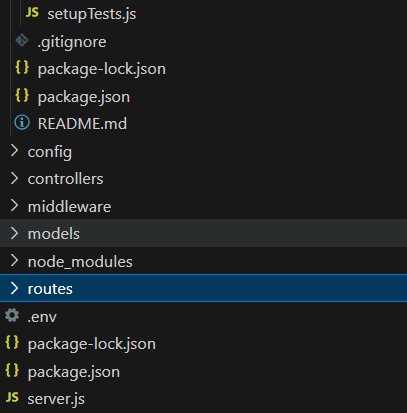 JS setupTests.js
.gitignore
{} package-lock.json
{} package.json
README.md
config
controllers
middleware
models
node_modules
routes
.env
{} package-lock.json
{} package.json
JS server.js